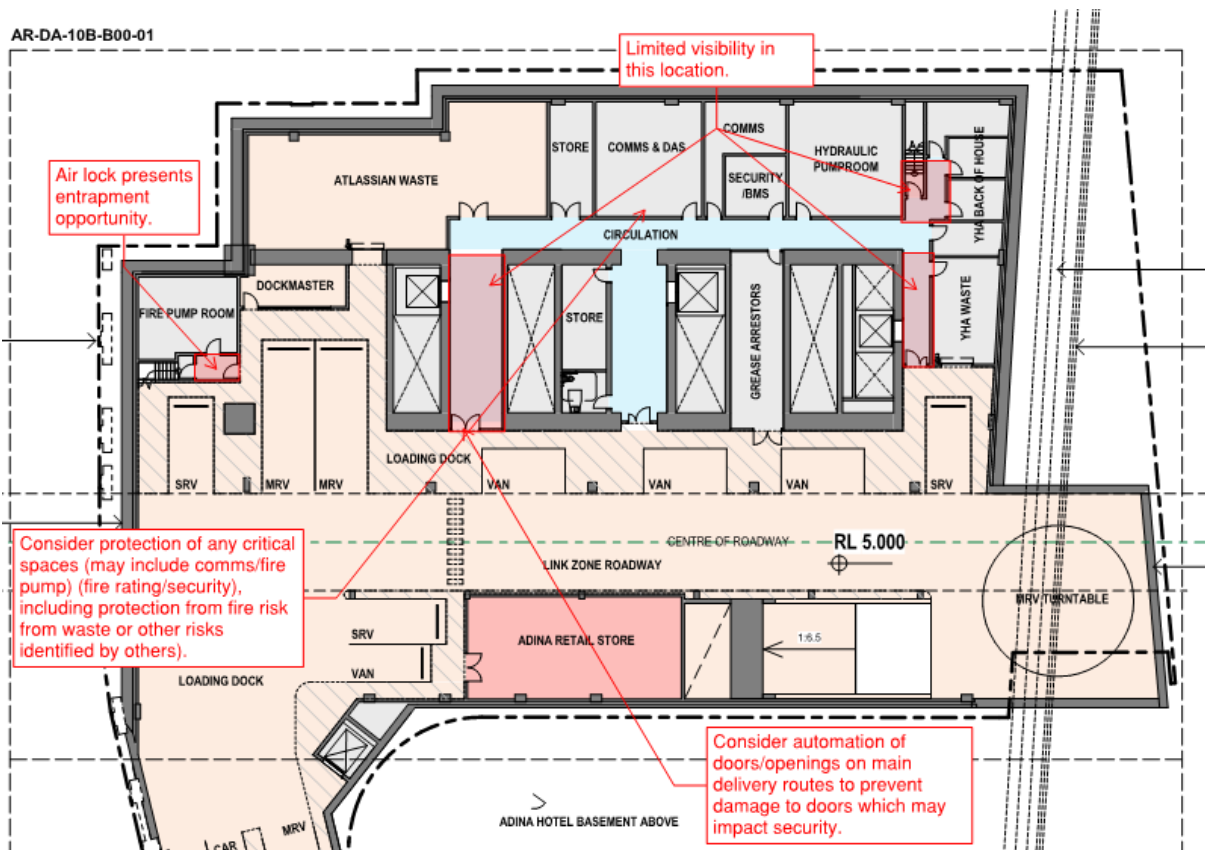 AR-DA-10B-B00-01
Limited visibility in
this location.
Air lock presents
entrapment
opportunity.
STORE
COMMS & DAS
COMMS
HYDRAULIC
PUMPROOM
SECURITY
/BMS
YHA BACK OF HOUSE
ATLASSIAN WASTE
CIRCULATION
DOCKMASTER
FIRE PUMP ROOM
STORE
GREASE ARRESTORS
YHA WASTE
LOADING DOCK
SRV
MRV
MRV
VAN
VAN
VAN
SRV
CENTRE OF ROADWAY
RL 5.000
LINK ZONE ROADWAY
Consider protection of any critical
spaces (may include comms/fire
pump) (fire rating/security),
including protection from fire risk
from waste or other risks
identified by others).
MRV TURNTABLE
SRV
ADINA RETAIL STORE
1:6.5
VAN
LOADING DOCK
Consider automation of
doors/openings on main
delivery routes to prevent
damage to doors which may
impact security.
ADINA HOTEL BASEMENT ABOVE
MRV
CAR